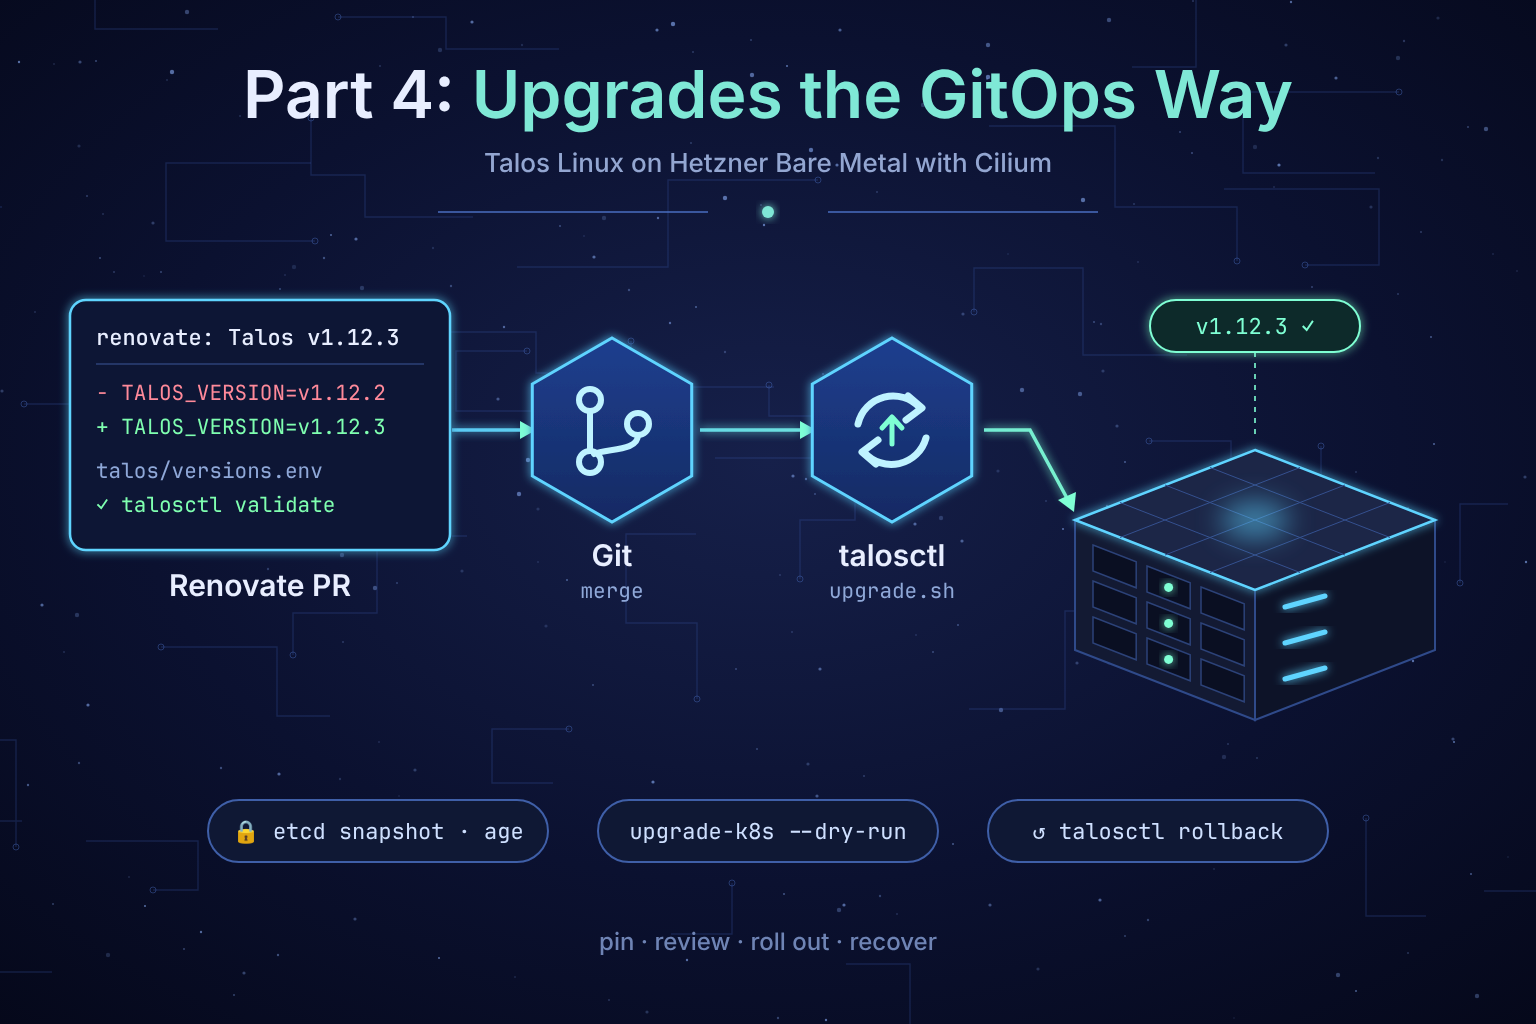 Part 4: Upgrades the GitOps Way
Talos Linux on Hetzner Bare Metal with Cilium
renovate: Talos v1.12.3
- TALOS_VERSION=v1.12.2
+ TALOS_VERSION=v1.12.3
talos/versions.env
✓ talosctl validate
Renovate PR
Git
merge
talosctl
upgrade.sh
v1.12.3 ✓
🔒 etcd snapshot · age
upgrade-k8s --dry-run
↺ talosctl rollback
pin · review · roll out · recover